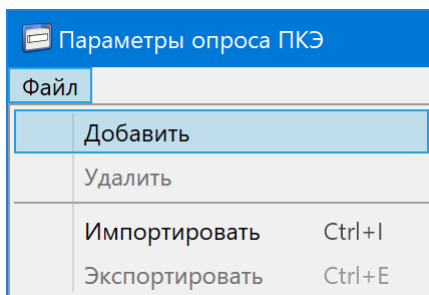 Параметры опроса ПКЭ
Файл
Добавить
Удалить
Импортировать Ctrl+I
Экспортировать Ctrl+E